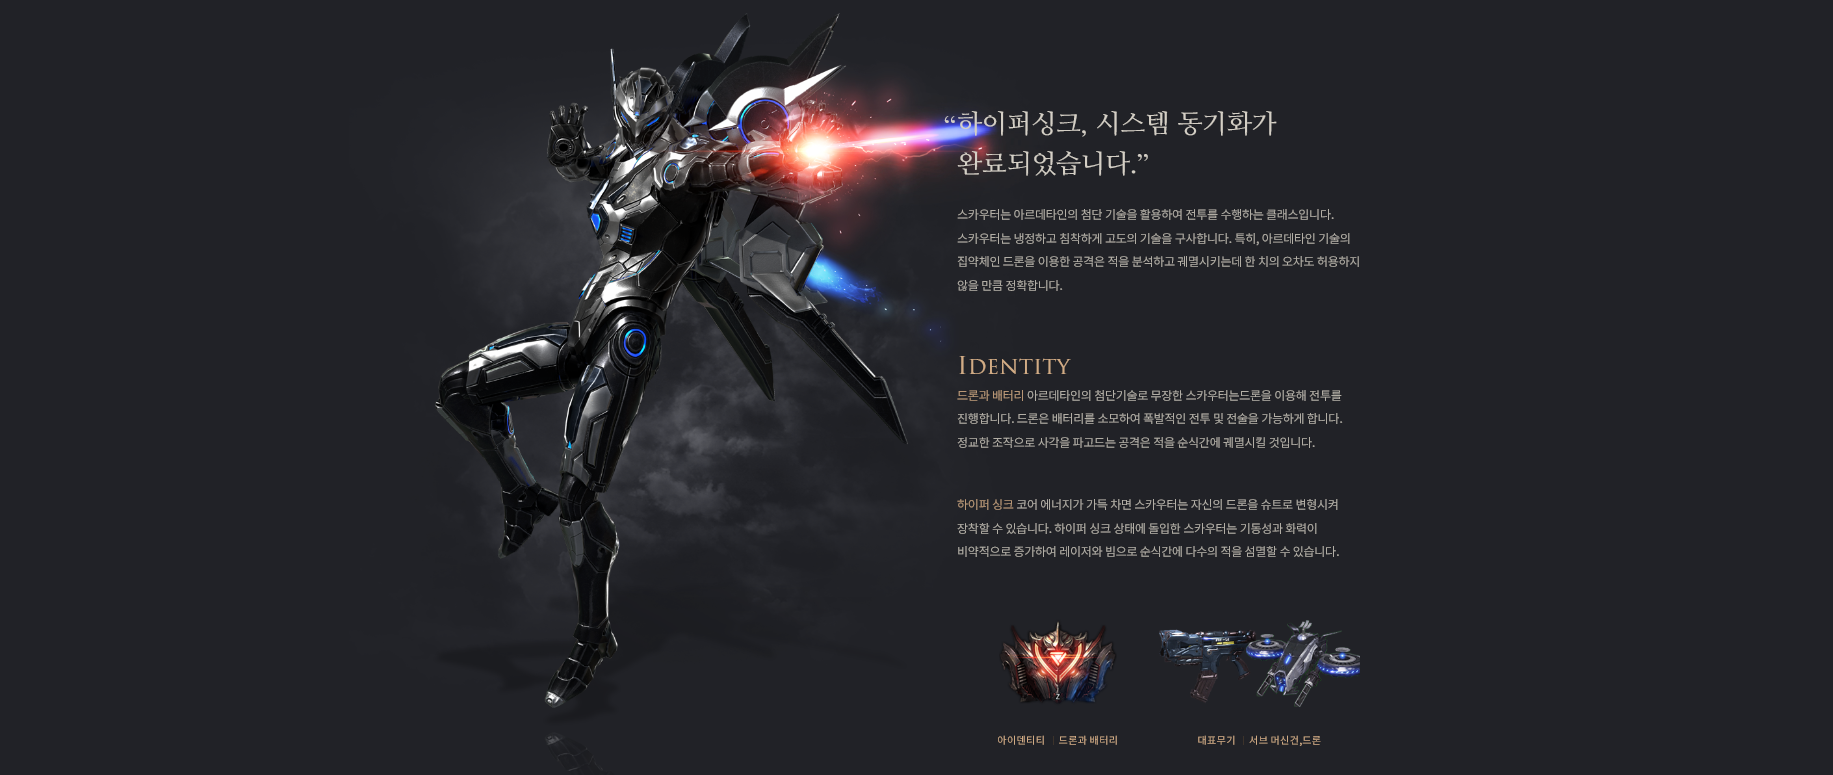 “하이퍼싱크, 시스템 동기화가
완료되었습니다.”
스카우터는 아르데타인의 첨단 기술을 활용하여 전투를 수행하는 클래스입니다.
스카우터는 냉정하고 침착하게 고도의 기술을 구사합니다. 특히, 아르데타인 기술의
집약체인 드론을 이용한 공격은 적을 분석하고 궤멸시키는데 한 치의 오차도 허용하지
않을 만큼 정확합니다.
IDENTITY
드론과 배터리 아르데타인의 첨단기술로 무장한 스카우터는드론을 이용해 전투를
진행합니다. 드론은 배터리를 소모하여 폭발적인 전투 및 전술을 가능하게 합니다.
정교한 조작으로 사각을 파고드는 공격은 적을 순식간에 궤멸시킬 것입니다.
하이퍼 싱크 코어 에너지가 가득 차면 스카우터는 자신의 드론을 슈트로 변형시켜
장착할 수 있습니다. 하이퍼 싱크 상태에 돌입한 스카우터는 기동성과 화력이
비약적으로 증가하여 레이저와 빔으로 순식간에 다수의 적을 섬멸할 수 있습니다.
Z
아이덴티티 | 드론과 배터리
대표무기 | 서브 머신건,드론